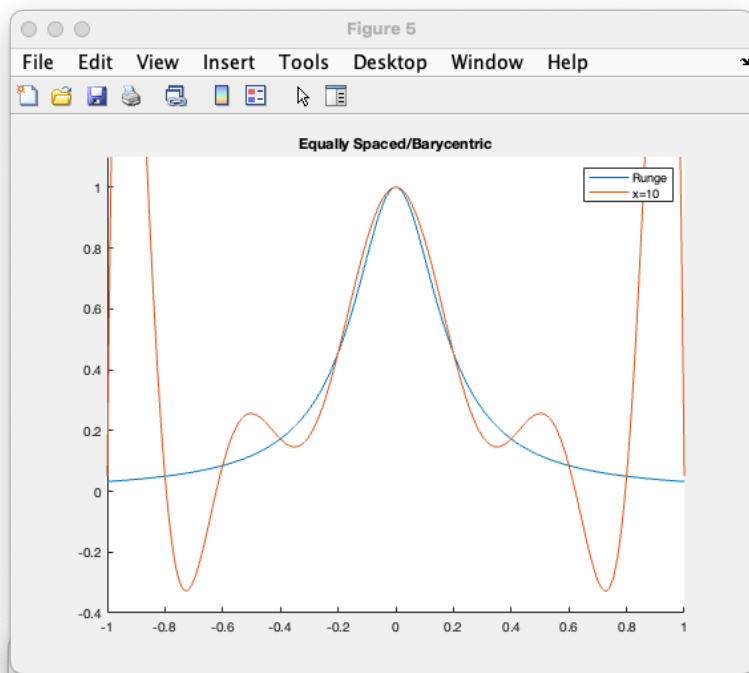 Figure 5
File Edit View Insert Tools Desktop Window Help
Equally Spaced/Barycentric
Runge
x=10
1
0.8
0.6
0.4
0.2
0
-0.2
-0.4
-1 -0.8 -0.6 -0.4 -0.2 0 0.2 0.4 0.6 0.8 1